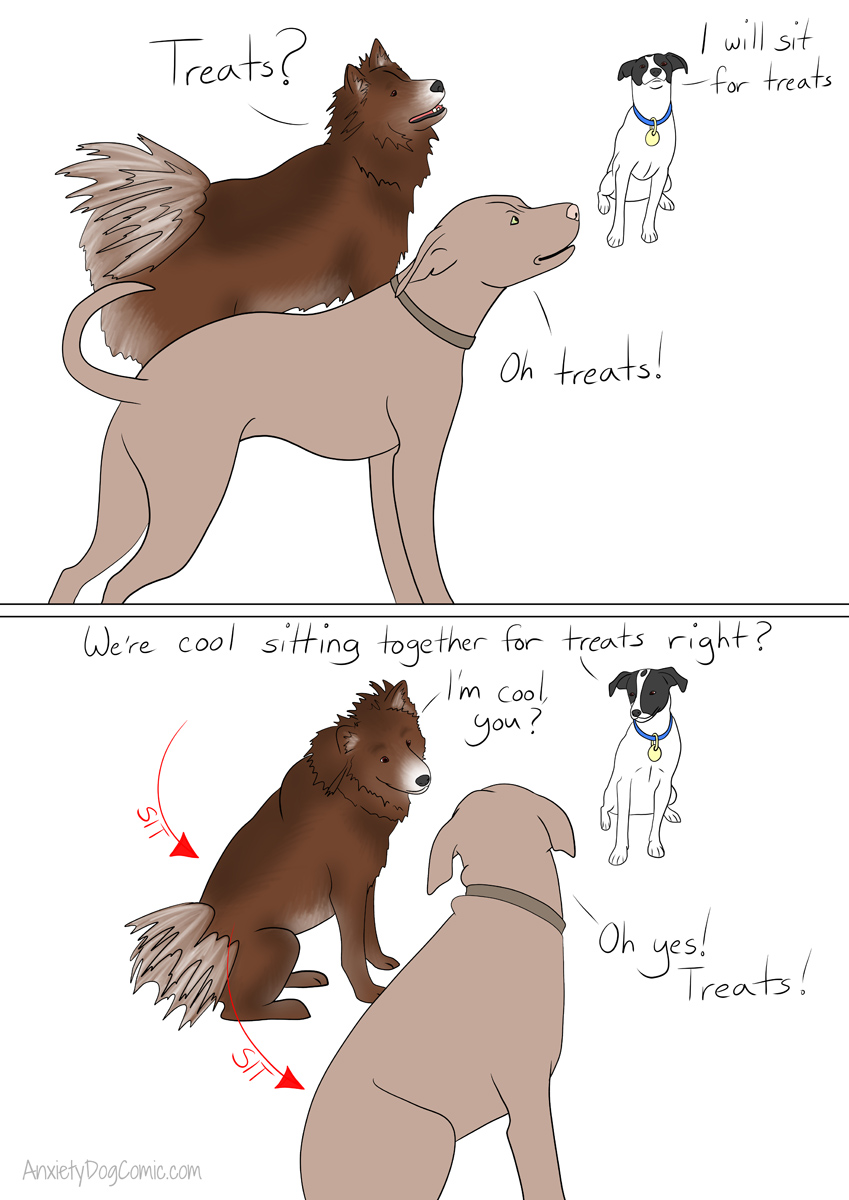 Treats?
I will sit
for treats
Oh treats!
We're cool sitting together for treats right?
I'm cool,
you?
SIT
Oh yes!
Treats!
SIT
AnxietyDogComic.com